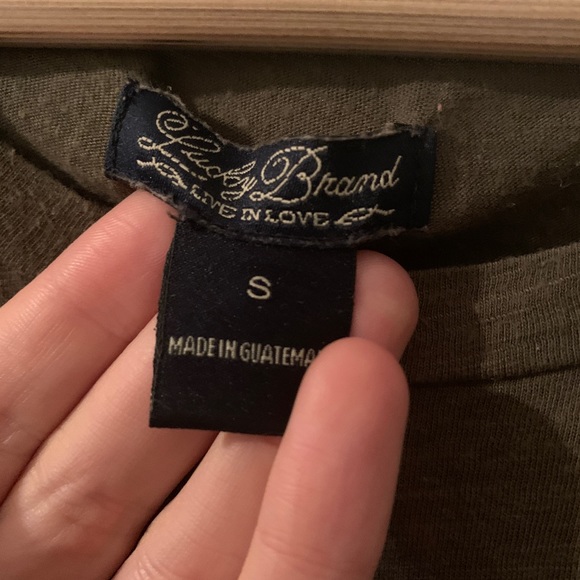 Lucky Brand
LIVE IN LOVE
S
MADE IN GUATEMA